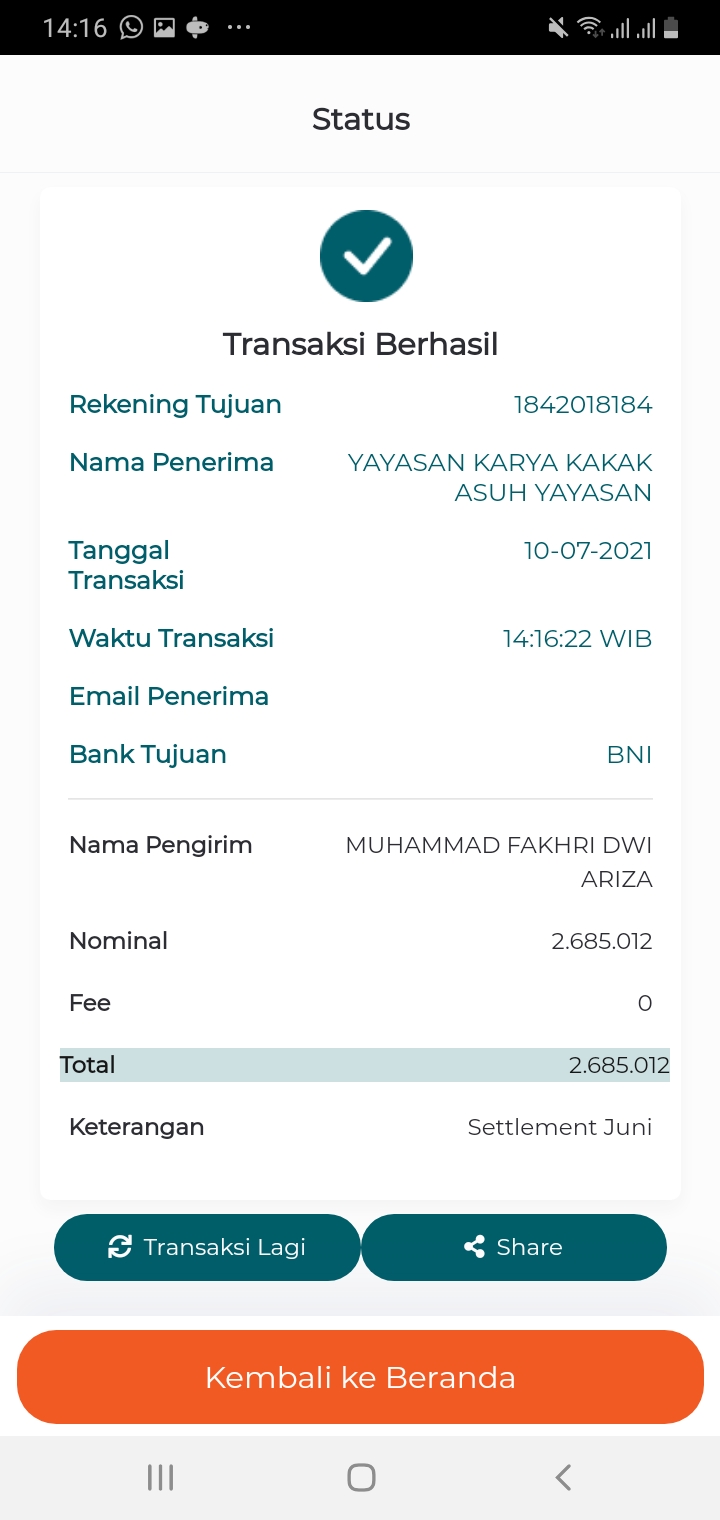 14:16
Status
Transaksi Berhasil
Rekening Tujuan 1842018184
Nama Penerima YAYASAN KARYA KAKAK
ASUH YAYASAN
Tanggal 10-07-2021
Transaksi
Waktu Transaksi 14:16:22 WIB
Email Penerima
Bank Tujuan BNI
Nama Pengirim MUHAMMAD FAKHRI DWI
ARIZA
Nominal 2.685.012
Fee 0
Total 2.685.012
Keterangan Settlement Juni
Transaksi Lagi Share
Kembali ke Beranda